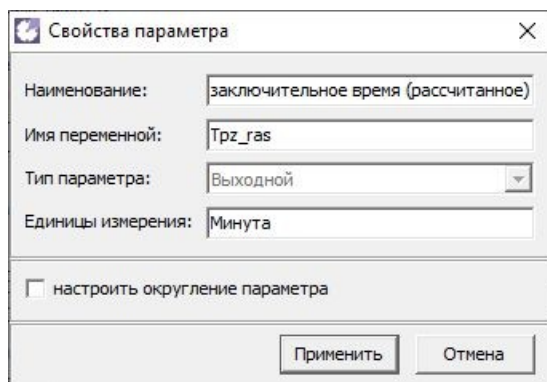 Свойства параметра
Наименование: заключительное время (рассчитанное)
Имя переменной: Tpz_ras
Тип параметра: Выходной
Единицы измерения: Минута
настроить округление параметра
Применить Отмена